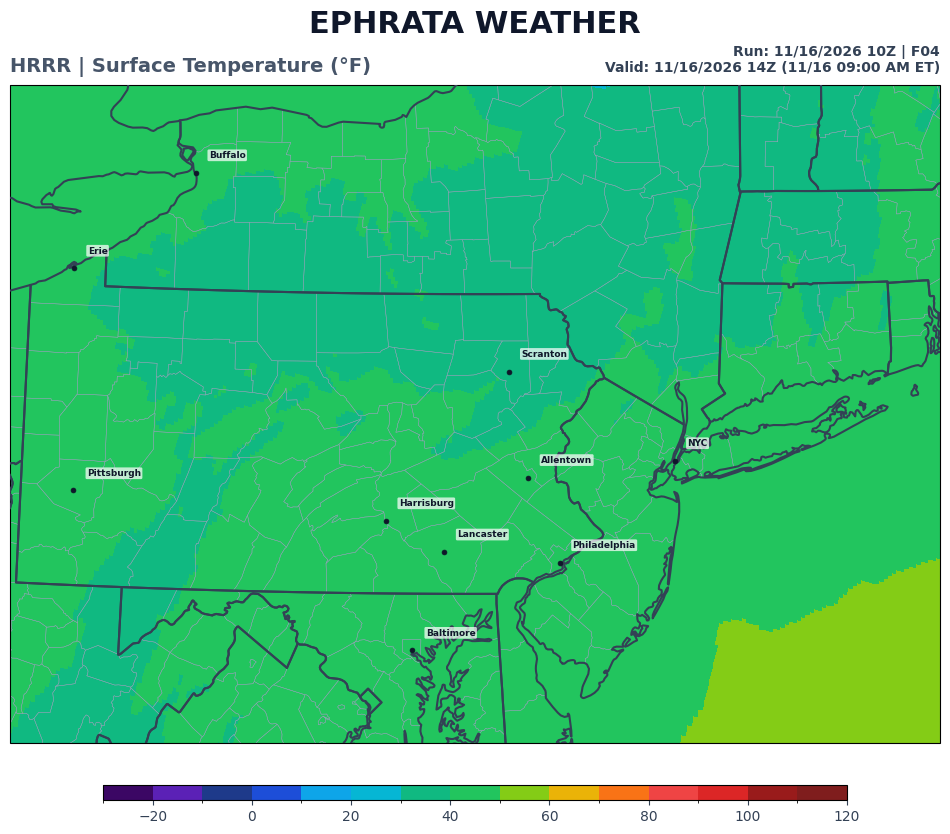 EPHRATA WEATHER
HRRR | Surface Temperature (°F)
Run: 11/16/2026 10Z | F04
Valid: 11/16/2026 14Z (11/16 09:00 AM ET)
Buffalo
Erie
Scranton
NYC
Allentown
Pittsburgh
Harrisburg
Lancaster
Philadelphia
Baltimore
−20 0 20 40 60 80 100 120